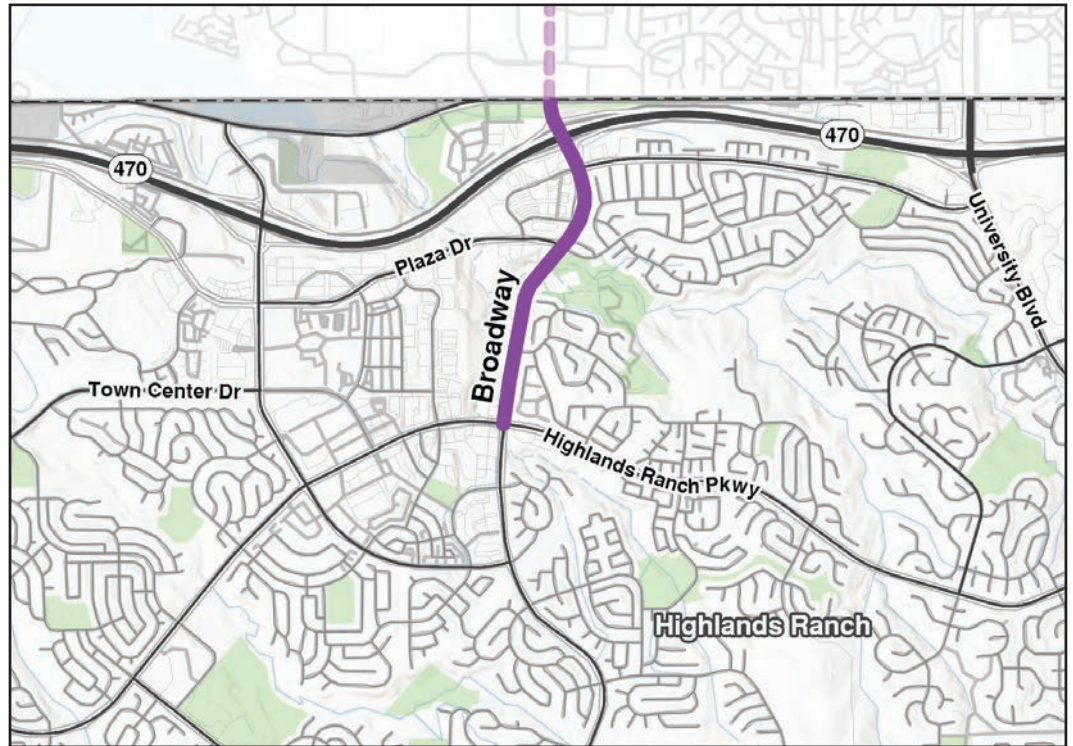 470
470
University Blvd
Plaza Dr
Broadway
Town Center Dr
Highlands Ranch Pkwy
Highlands Ranch